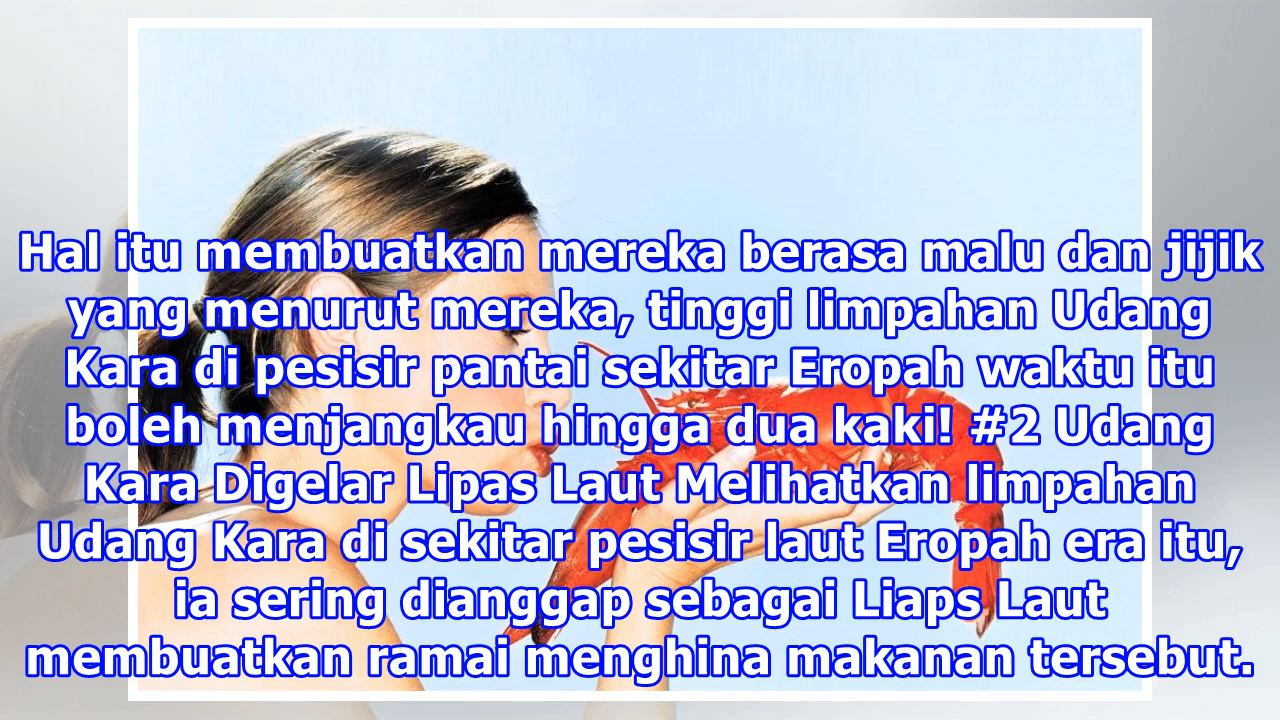 Hal itu membuatkan mereka berasa malu dan jijik
yang menurut mereka, tinggi limpahan Udang
Kara di pesisir pantai sekitar Eropah waktu itu
boleh menjangkau hingga dua kaki! #2 Udang
Kara Digelar Lipas Laut Melihatkan limpahan
Udang Kara di sekitar pesisir laut Eropah era itu,
ia sering dianggap sebagai Liaps Laut
membuatkan ramai menghina makanan tersebut.